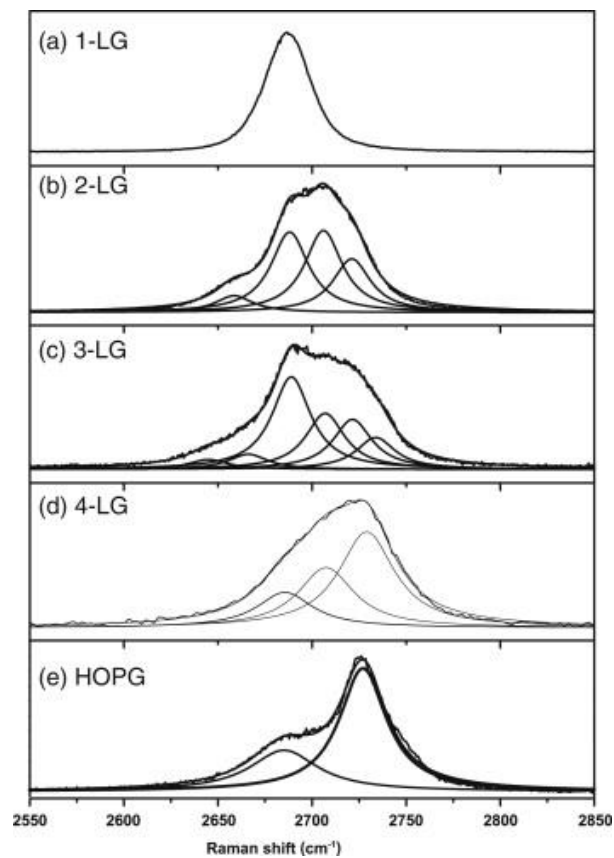 (a) 1-LG
(b) 2-LG
(c) 3-LG
(d) 4-LG
(e) HOPG
2550 2600 2650 2700 2750 2800 2850
Raman shift (cm⁻¹)